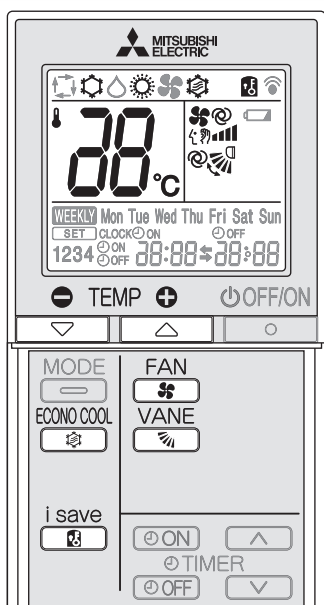 MITSUBISHI
ELECTRIC
88°C
WEEKLY Mon Tue Wed Thu Fri Sat Sun
SET CLOCK ON OFF
1234 ON OFF 88:88 88:88
TEMP OFF/ON
MODE FAN
ECONO COOL VANE
i save
ON
TIMER
OFF